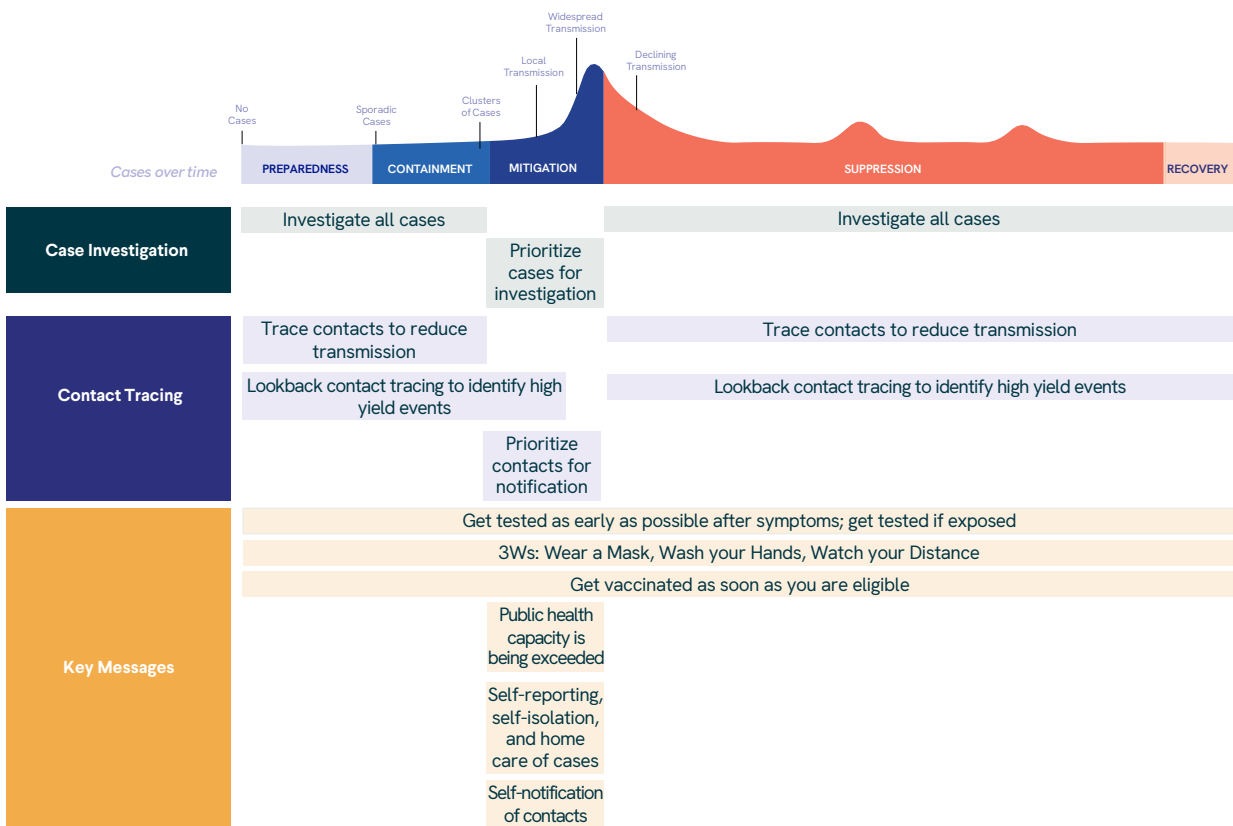 Widespread
Transmission
Local
Transmission
Declining
Transmission
No
Cases
Sporadic
Cases
Clusters
of Cases
Cases over time
PREPAREDNESS
CONTAINMENT
MITIGATION
SUPPRESSION
RECOVERY
Case Investigation
Investigate all cases
Investigate all cases
Prioritize
cases for
investigation
Contact Tracing
Trace contacts to reduce
transmission
Trace contacts to reduce transmission
Lookback contact tracing to identify high
yield events
Lookback contact tracing to identify high yield events
Prioritize
contacts for
notification
Key Messages
Get tested as early as possible after symptoms; get tested if exposed
3Ws: Wear a Mask, Wash your Hands, Watch your Distance
Get vaccinated as soon as you are eligible
Public health
capacity is
being exceeded
Self-reporting,
self-isolation,
and home
care of cases
Self-notification
of contacts